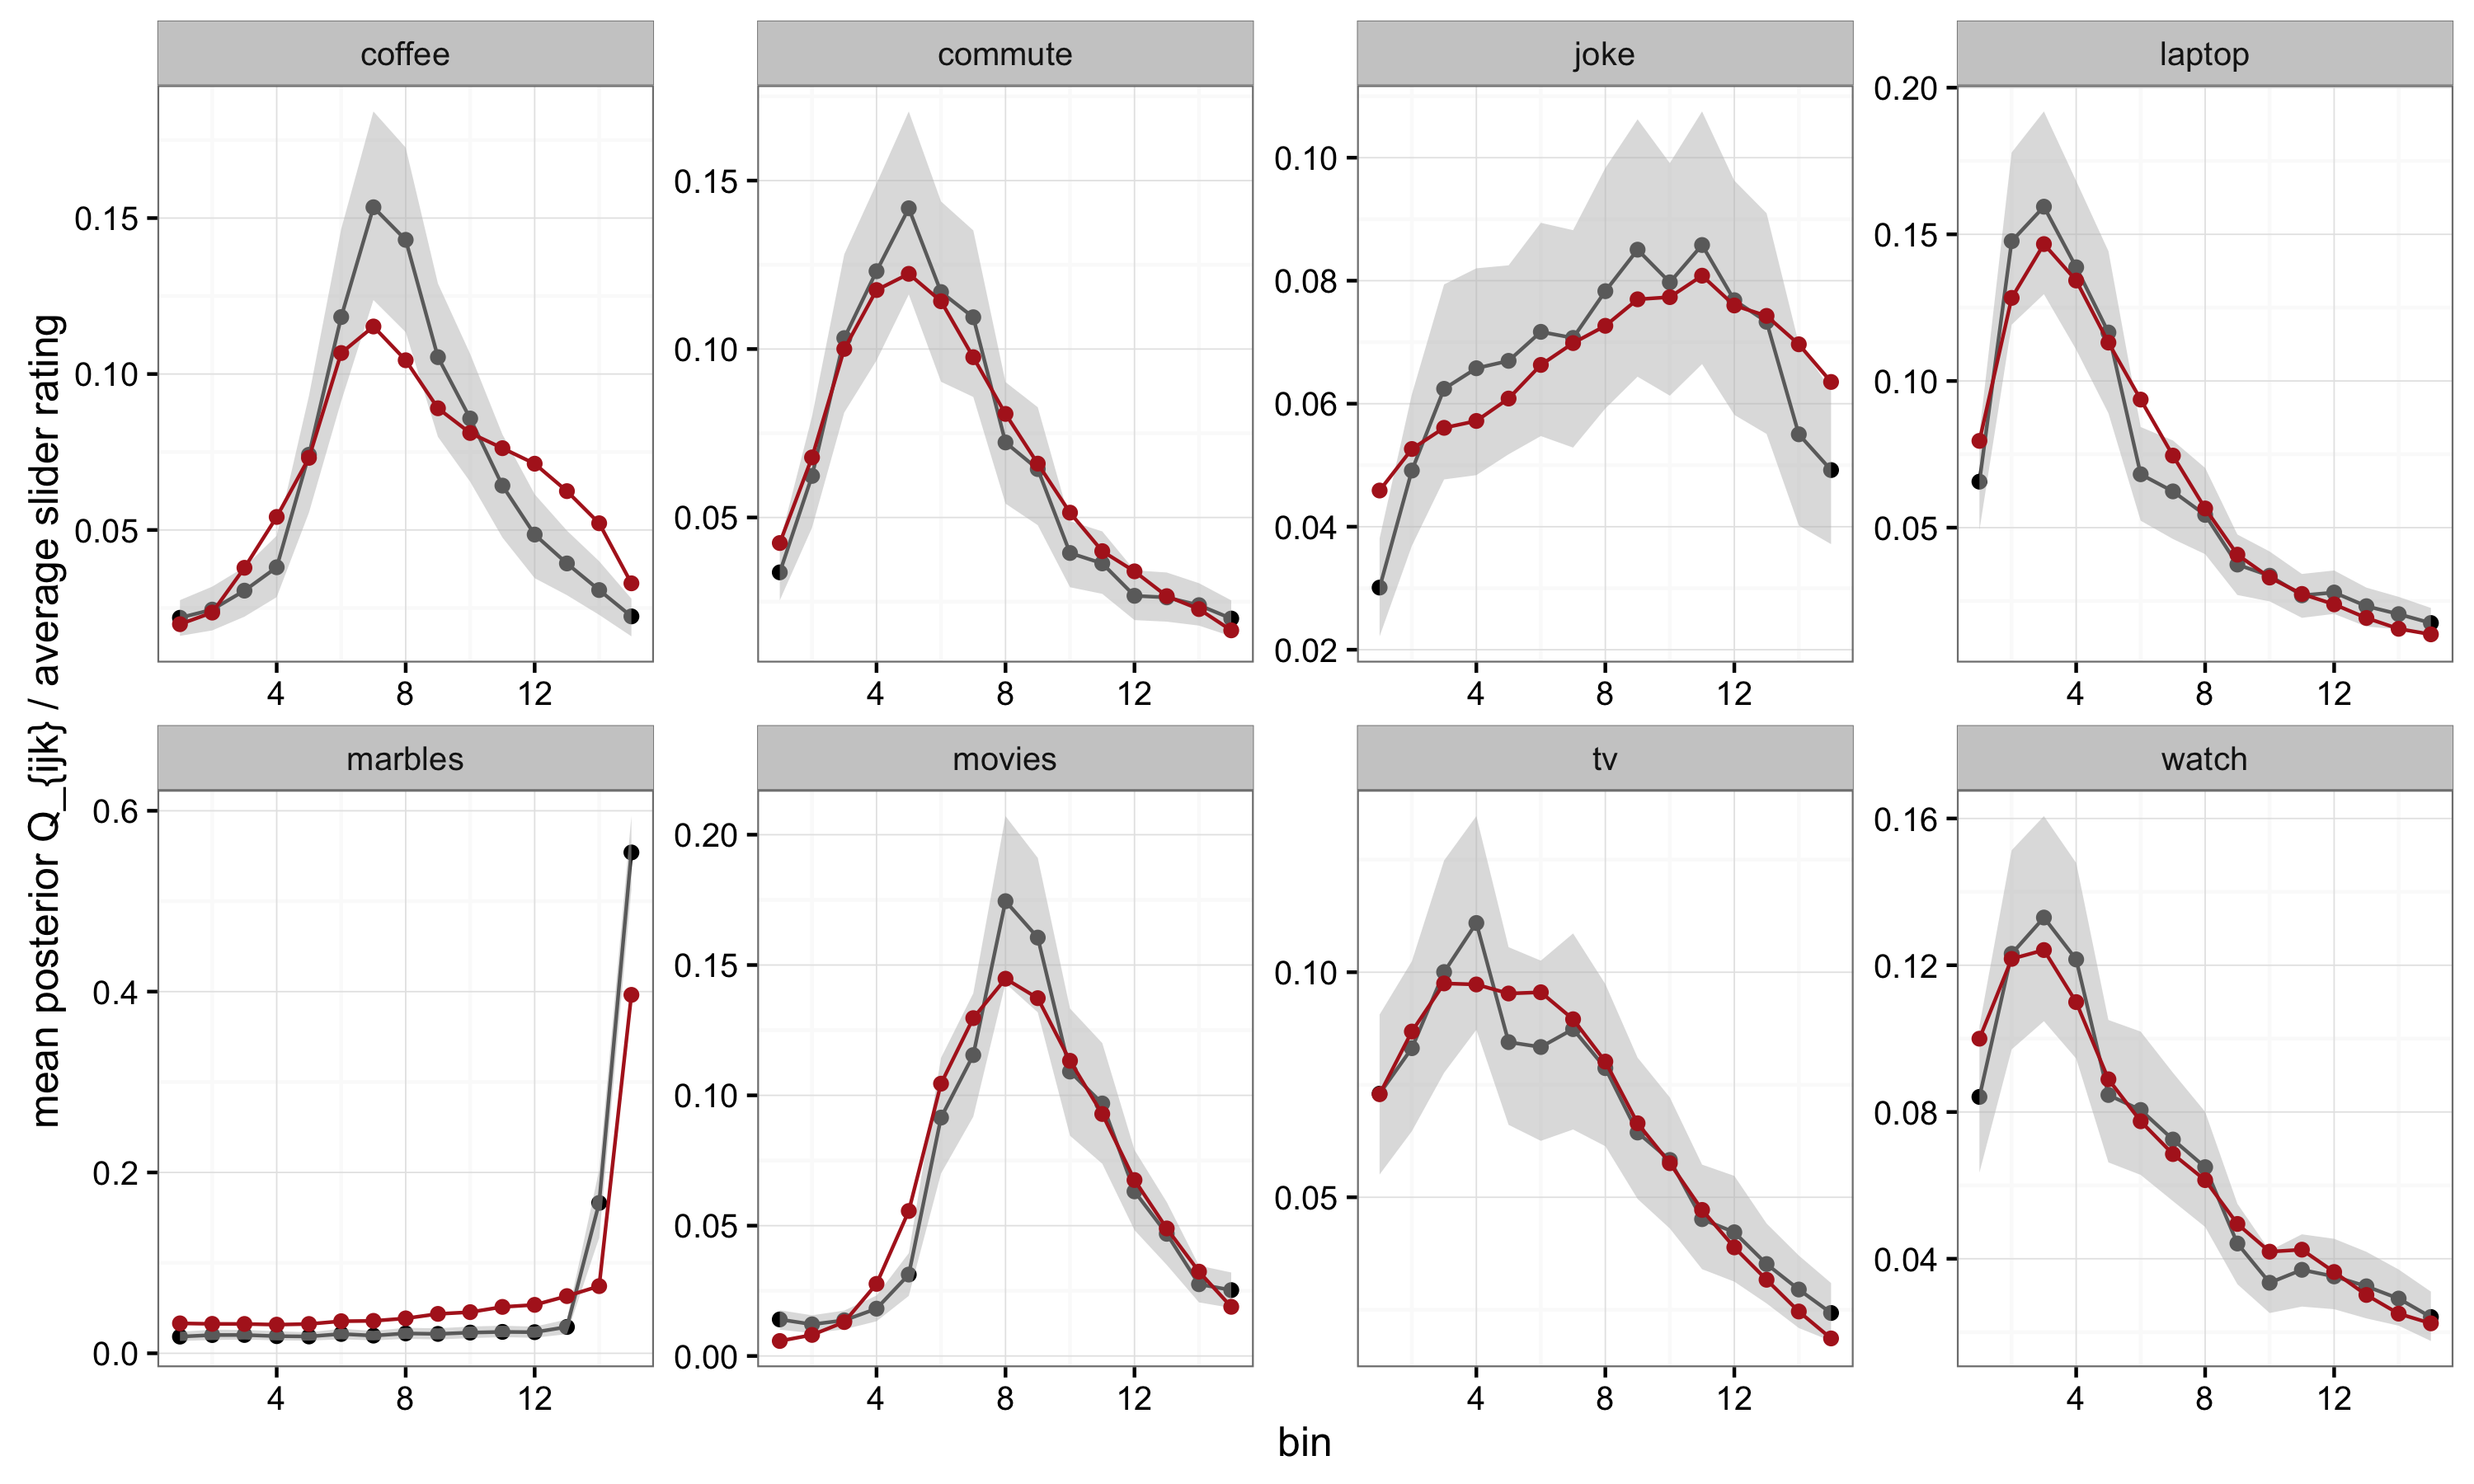 mean posterior Q_{ijk} / average slider rating
coffee
commute
joke
laptop
0.15
0.10
0.05
0.15
0.10
0.05
0.10
0.08
0.06
0.04
0.02
0.20
0.15
0.10
0.05
4 8 12
4 8 12
4 8 12
4 8 12
marbles
movies
tv
watch
0.6
0.4
0.2
0.0
0.20
0.15
0.10
0.05
0.00
0.10
0.05
0.16
0.12
0.08
0.04
4 8 12
4 8 12
4 8 12
4 8 12
bin